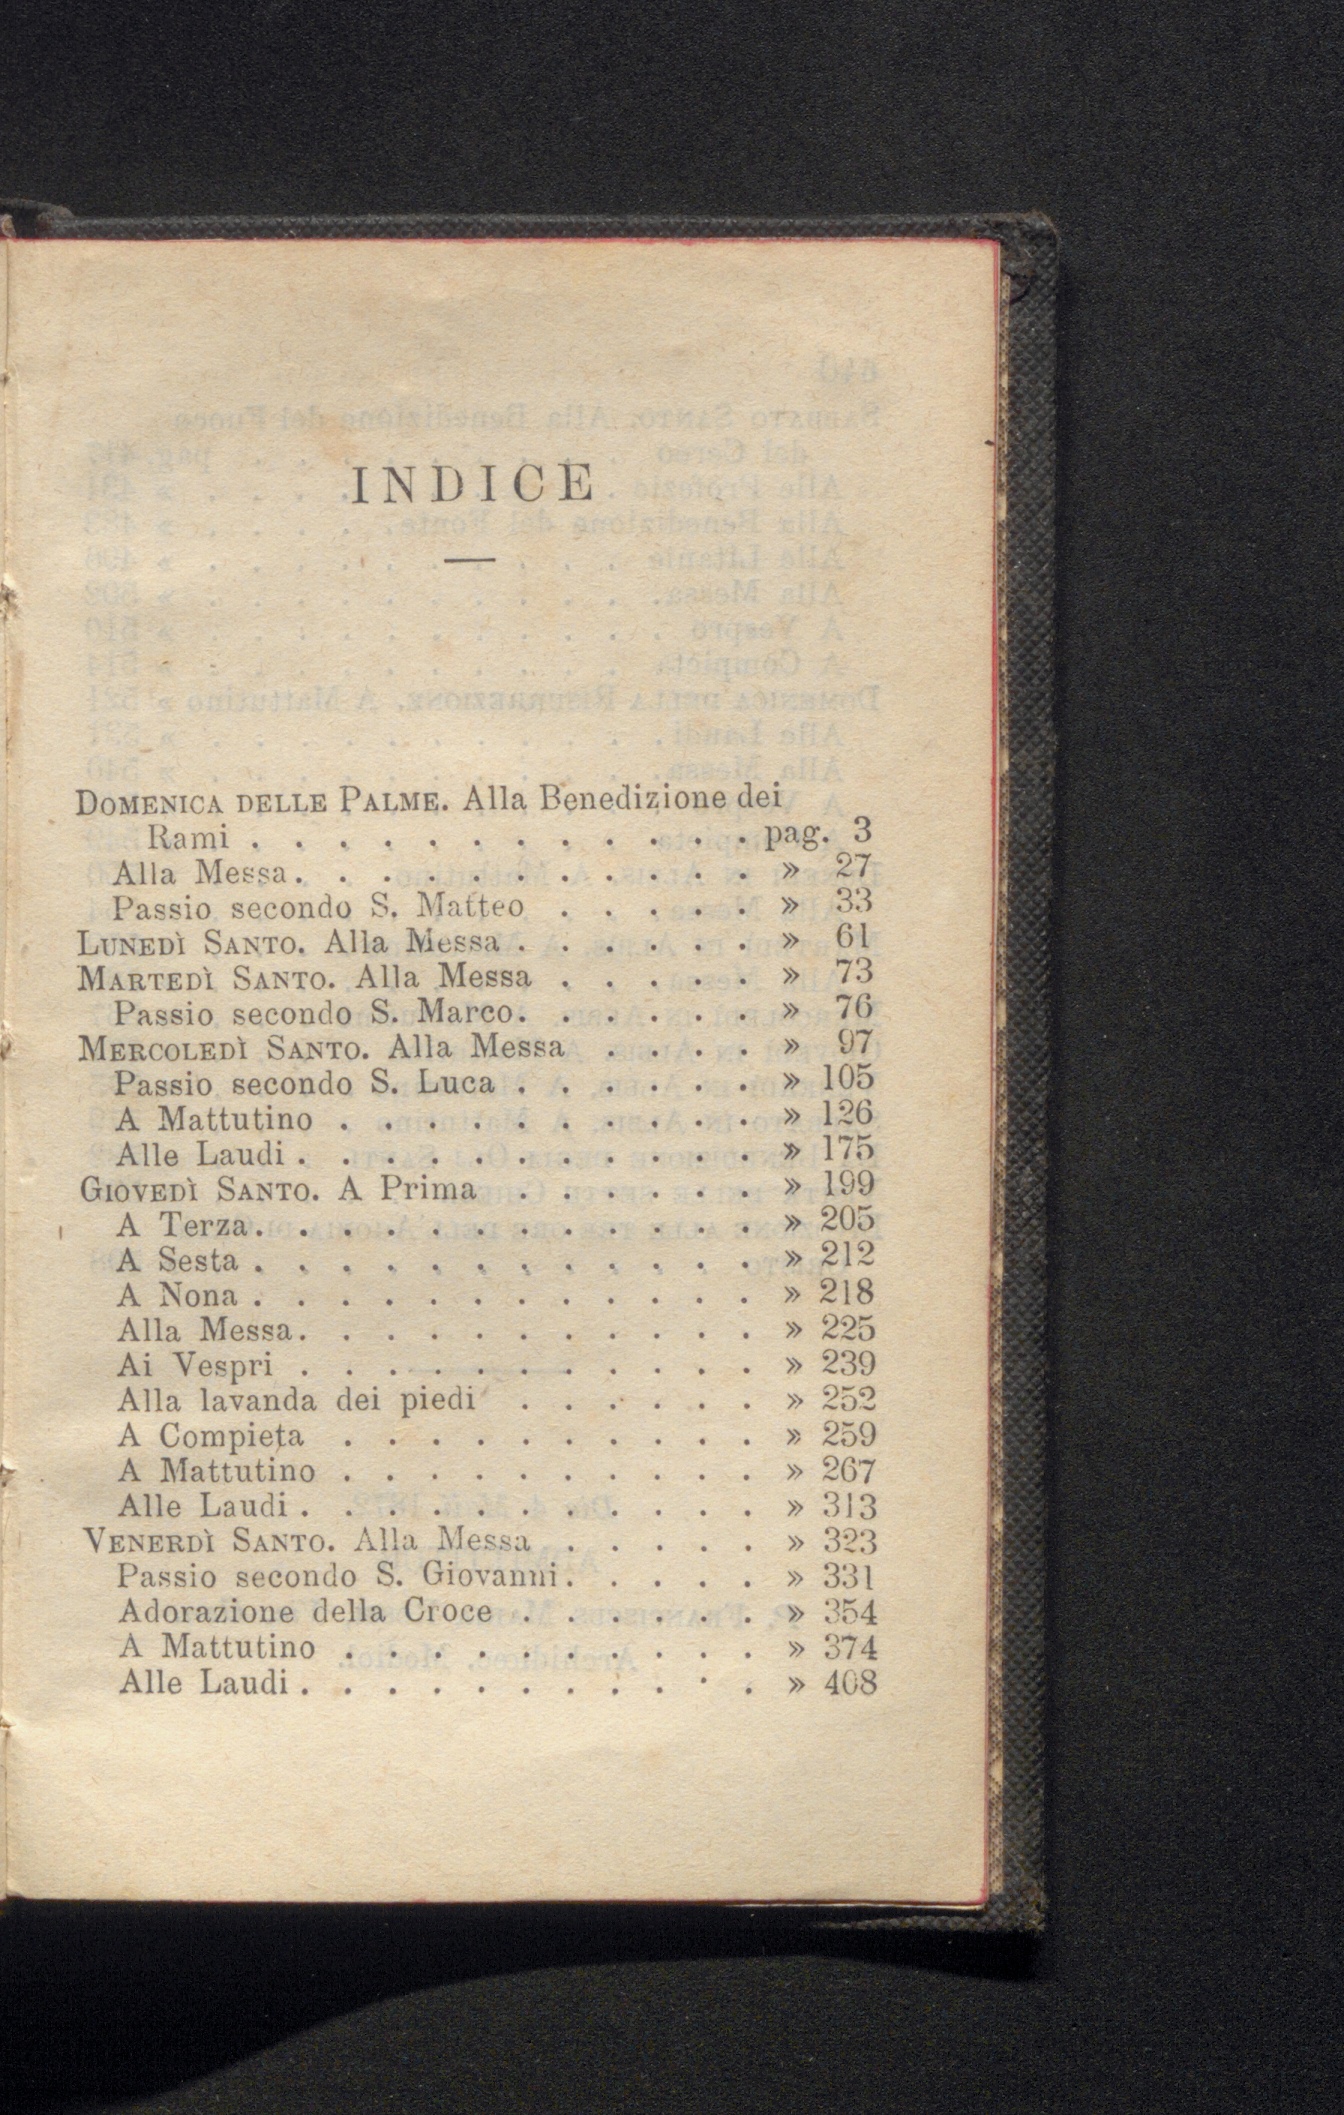 INDICE
DOMENICA DELLE PALME. Alla Benedizione dei
Rami . . . . . . . . . . . . pag. 3
Alla Messa. . . . . . . . . . . » 27
Passio secondo S. Matteo . . . . . » 33
LUNEDÌ SANTO. Alla Messa . . . . . . » 61
MARTEDÌ SANTO. Alla Messa . . . . . » 73
Passio secondo S. Marco. . . . . . » 76
MERCOLEDÌ SANTO. Alla Messa . . . . » 97
Passio secondo S. Luca . . . . . . » 105
A Mattutino . . . . . . . . . . » 126
Alle Laudi . . . . . . . . . . . » 175
GIOVEDÌ SANTO. A Prima . . . . . . » 199
A Terza. . . . . . . . . . . . » 205
A Sesta . . . . . . . . . . . . » 212
A Nona . . . . . . . . . . . . » 218
Alla Messa. . . . . . . . . . . » 225
Ai Vespri . . . . . . . . . . . » 239
Alla lavanda dei piedi . . . . . . » 252
A Compieta . . . . . . . . . . » 259
A Mattutino . . . . . . . . . . » 267
Alle Laudi . . . . . . . . . . . » 313
VENERDÌ SANTO. Alla Messa . . . . . » 323
Passio secondo S. Giovanni. . . . . » 331
Adorazione della Croce . . . . . . » 354
A Mattutino . . . . . . . . . . » 374
Alle Laudi . . . . . . . . . . . » 408